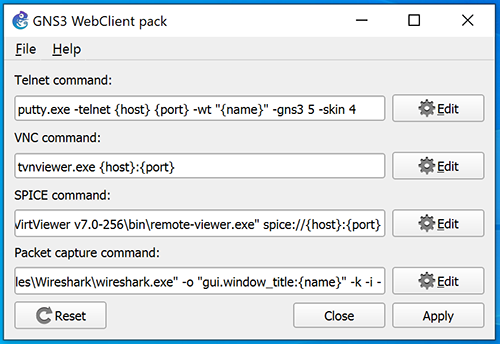 GNS3 WebClient pack
File Help
Telnet command:
putty.exe -telnet {host} {port} -wt "{name}" -gns3 5 -skin 4
Edit
VNC command:
tvnviewer.exe {host}:{port}
Edit
SPICE command:
VirtViewer v7.0-256\bin\remote-viewer.exe" spice://{host}:{port}
Edit
Packet capture command:
les\Wireshark\wireshark.exe" -o "gui.window_title:{name}" -k -i -
Edit
Reset Close Apply